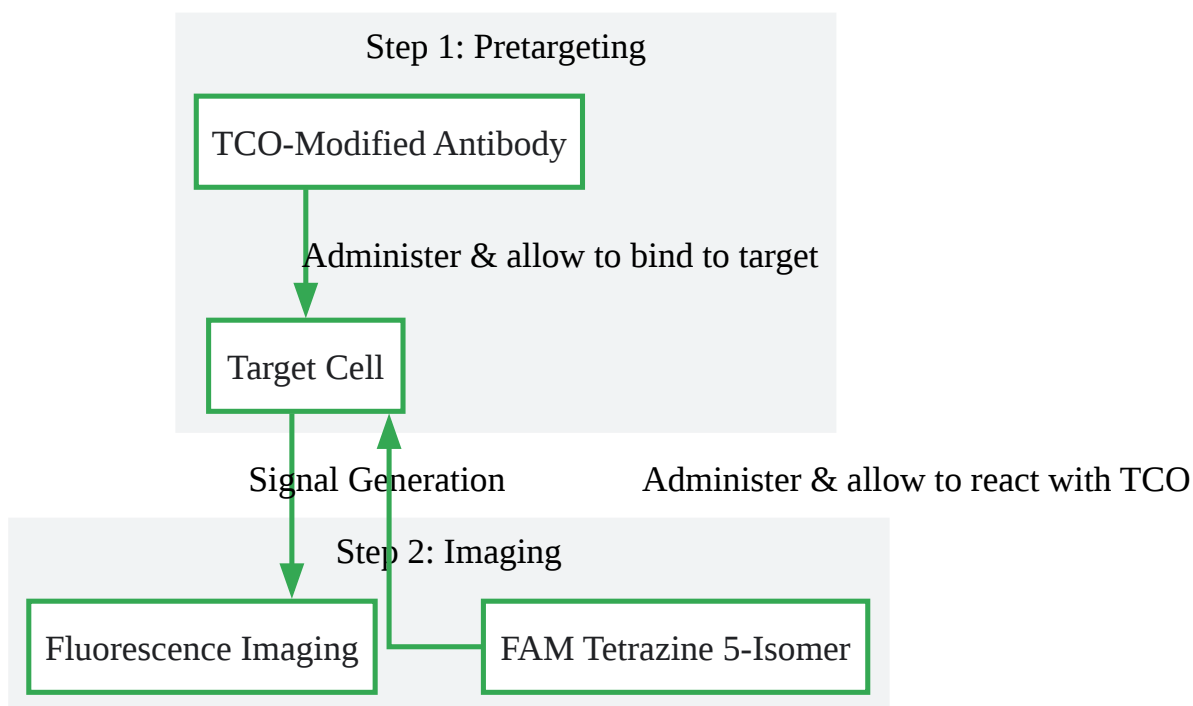 Step 1: Pretargeting
TCO-Modified Antibody
Administer & allow to bind to target
Target Cell
Signal Generation
Administer & allow to react with TCO
Step 2: Imaging
Fluorescence Imaging
FAM Tetrazine 5-Isomer